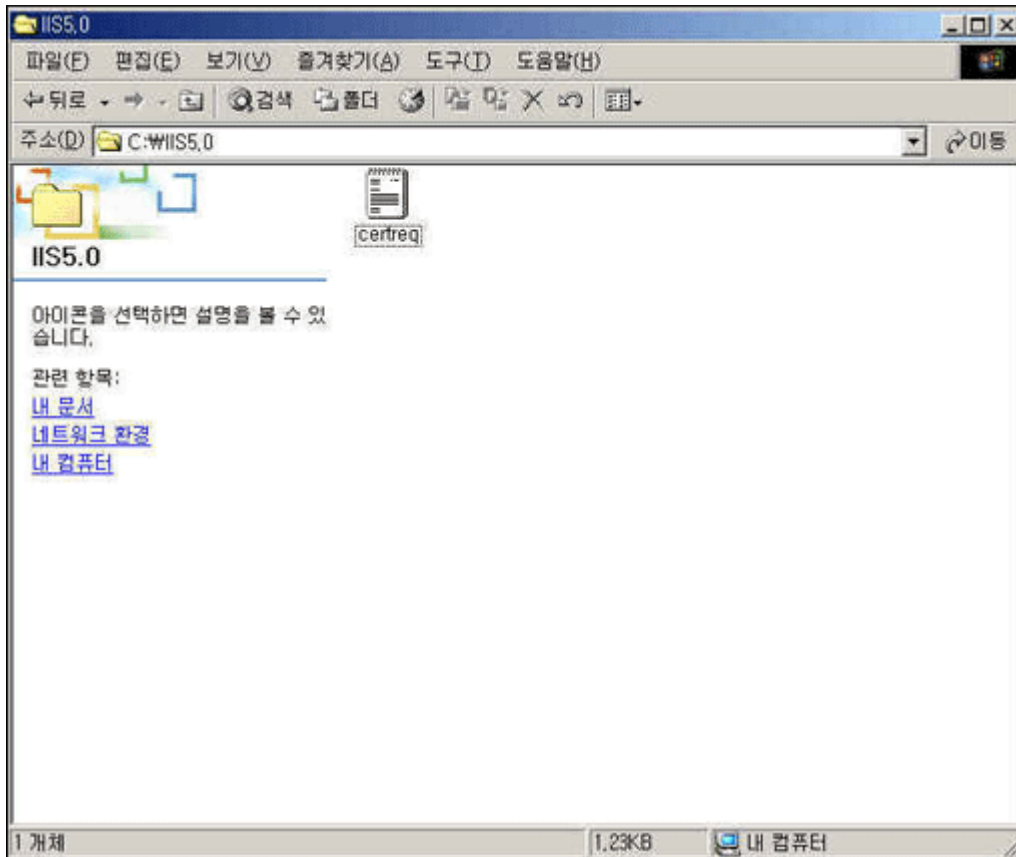 IIS5.0
파일(F) 편집(E) 보기(V) 즐겨찾기(A) 도구(T) 도움말(H)
뒤로 검색 폴더
주소(D) C:\IIS5.0 이동
certreq
IIS5.0
아이콘을 선택하면 설명을 볼 수 있
습니다.
관련 항목:
내 문서
네트워크 환경
내 컴퓨터
1 개체 1.23KB 내 컴퓨터